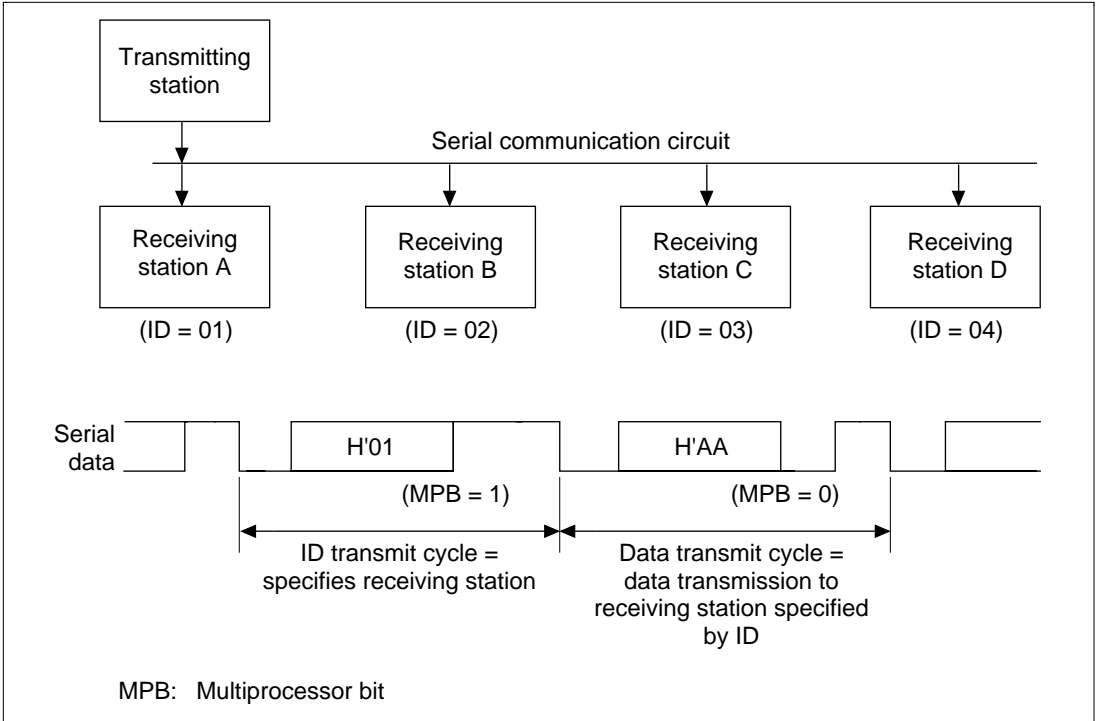 Transmitting
station
Serial communication circuit
Receiving
station A
Receiving
station B
Receiving
station C
Receiving
station D
(ID = 01)
(ID = 02)
(ID = 03)
(ID = 04)
Serial
data
H'01
H'AA
(MPB = 1)
(MPB = 0)
ID transmit cycle =
specifies receiving station
Data transmit cycle =
data transmission to
receiving station specified
by ID
MPB: Multiprocessor bit